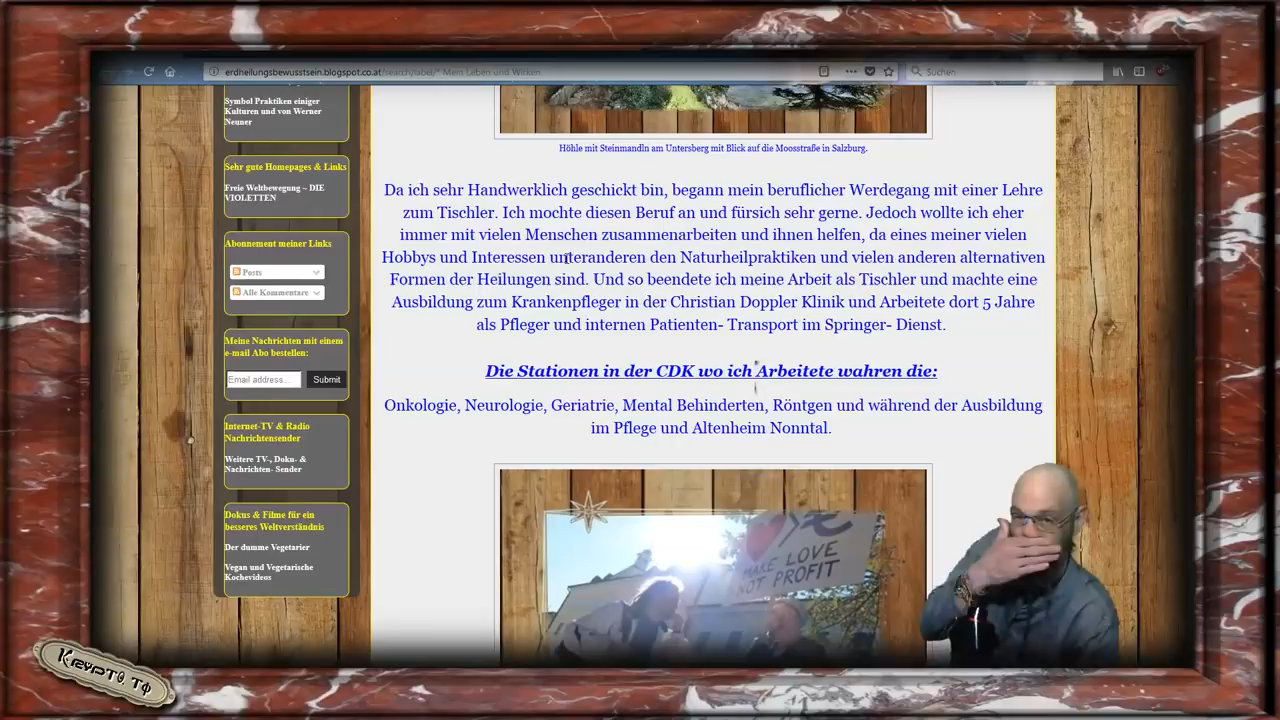 erdheilungsbewusstsein.blogspot.co.at/search/label/* Mein Leben und Wirken
Suchen
Symbol Praktiken einiger
Kulturen und von Werner
Neuner
Sehr gute Homepages & Links
Freie Weltbewegung ~ DIE
VIOLETTEN
Abonnement meiner Links
Posts
Alle Kommentare
Meine Nachrichten mit einem
e-mail Abo bestellen:
Email address...
Submit
Internet-TV & Radio
Nachrichtensender
Weitere TV-, Doku- &
Nachrichten- Sender
Dokus & Filme für ein
besseres Weltverständnis
Der dumme Vegetarier
Vegan und Vegetarische
Kochevideos
Höhle mit Steinmandln am Untersberg mit Blick auf die Moosstraße in Salzburg.
Da ich sehr Handwerklich geschickt bin, begann mein beruflicher Werdegang mit einer Lehre
zum Tischler. Ich mochte diesen Beruf an und fürsich sehr gerne. Jedoch wollte ich eher
immer mit vielen Menschen zusammenarbeiten und ihnen helfen, da eines meiner vielen
Hobbys und Interessen unteranderen den Naturheilpraktiken und vielen anderen alternativen
Formen der Heilungen sind. Und so beendete ich meine Arbeit als Tischler und machte eine
Ausbildung zum Krankenpfleger in der Christian Doppler Klinik und Arbeitete dort 5 Jahre
als Pfleger und internen Patienten- Transport im Springer- Dienst.
Die Stationen in der CDK wo ich Arbeitete wahren die:
Onkologie, Neurologie, Geriatrie, Mental Behinderten, Röntgen und während der Ausbildung
im Pflege und Altenheim Nonntal.
MAKE LOVE
NOT PROFIT
KRYPT0. TV